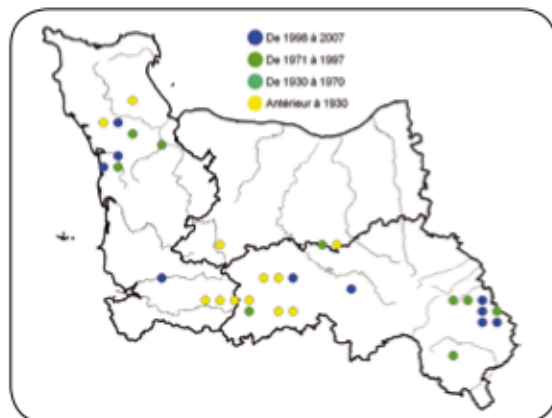 De 1998 à 2007
De 1971 à 1997
De 1930 à 1970
Antérieur à 1930